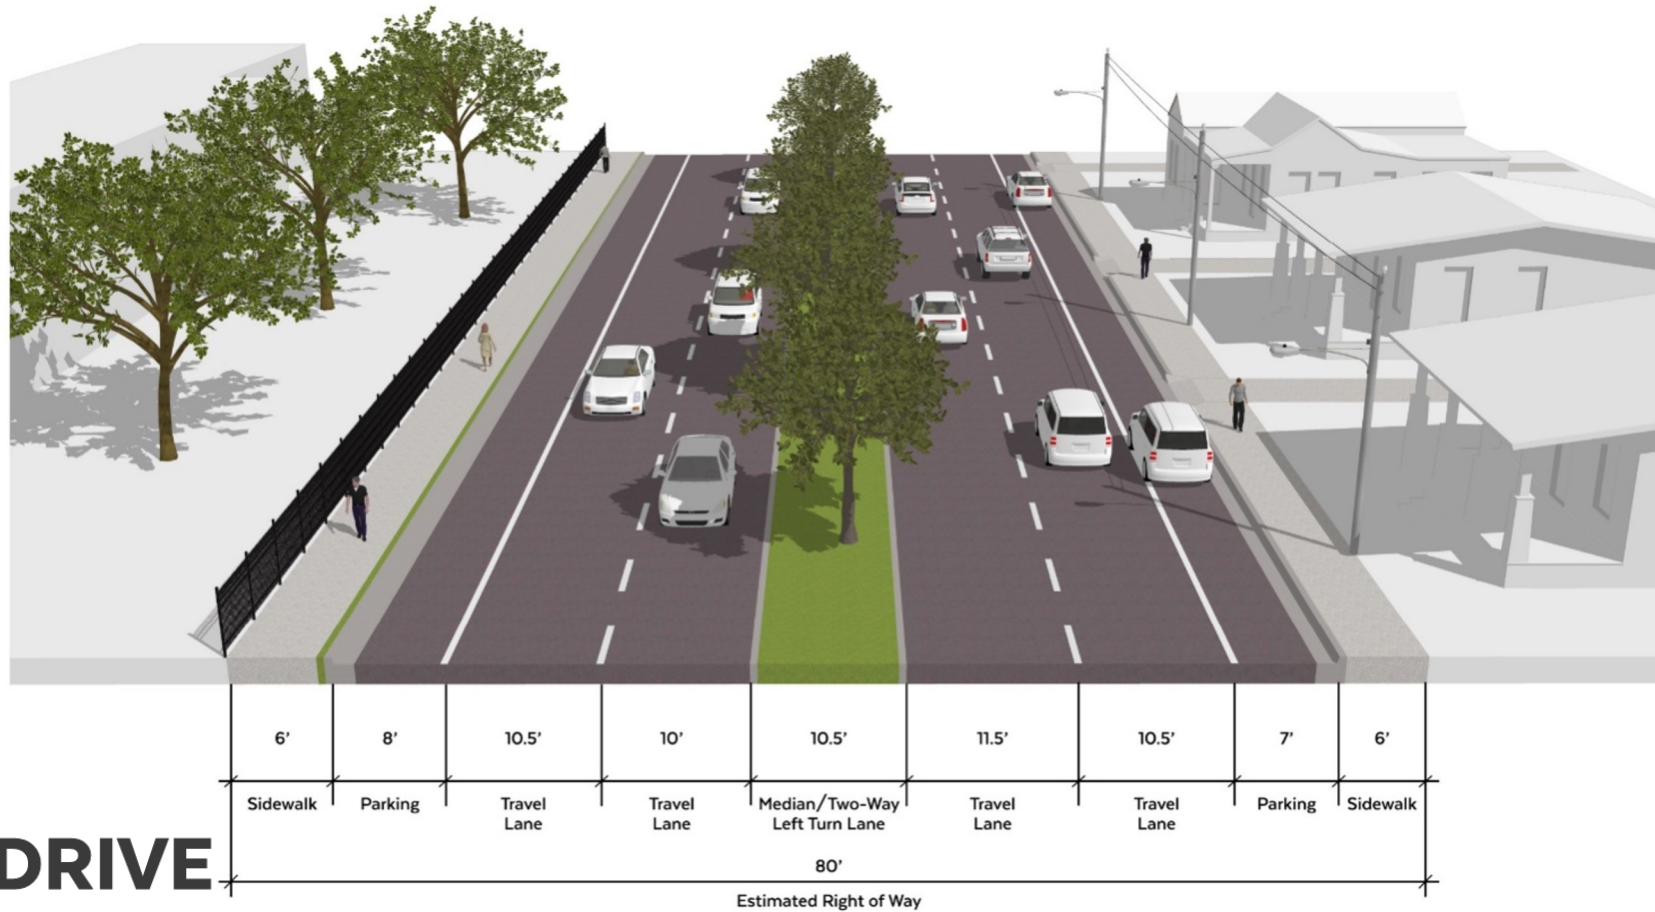 6’ 8’ 10.5’ 10’ 10.5’ 11.5’ 10.5’ 7’ 6’
Sidewalk Parking Travel Travel Median/Two-Way Travel Travel Parking Sidewalk
Lane Lane Left Turn Lane Lane Lane
DRIVE
80’
Estimated Right of Way